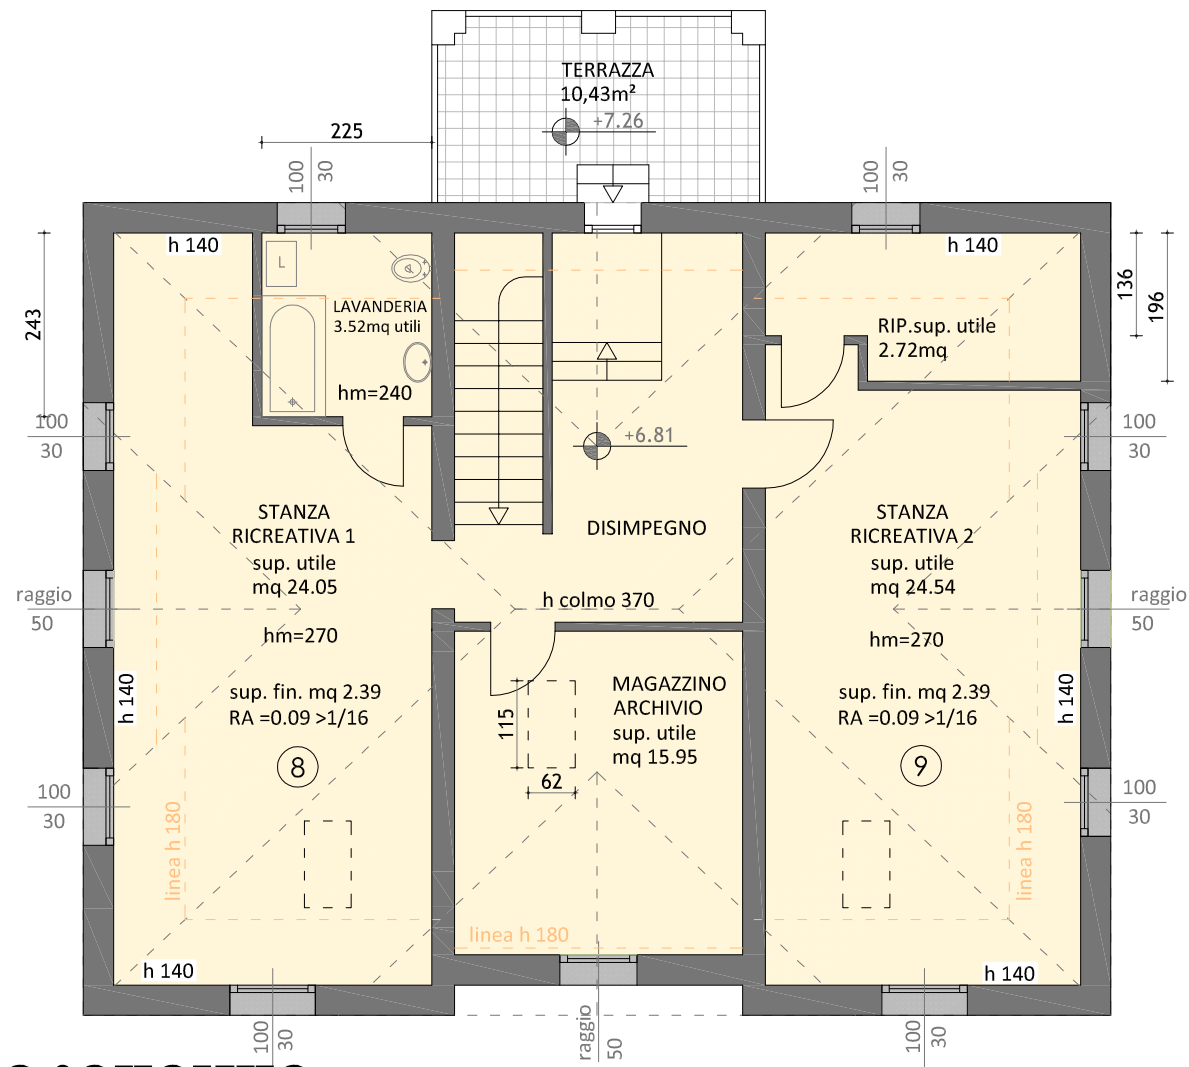 TERRAZZA
10,43m²
+7.26
225
100
30
100
30
h 140
h 140
243
136
196
L
LAVANDERIA
3.52mq utili
hm=240
RIP.sup. utile
2.72mq
100
30
+6.81
100
30
STANZA
RICREATIVA 1
sup. utile
mq 24.05
DISIMPEGNO
STANZA
RICREATIVA 2
sup. utile
mq 24.54
raggio
50
h colmo 370
raggio
50
hm=270
hm=270
h 140
sup. fin. mq 2.39
RA =0.09 >1/16
8
115
62
MAGAZZINO
ARCHIVIO
sup. utile
mq 15.95
sup. fin. mq 2.39
RA =0.09 >1/16
9
h 140
100
30
100
30
linea h 180
linea h 180
linea h 180
h 140
h 140
100
30
raggio
50
100
30